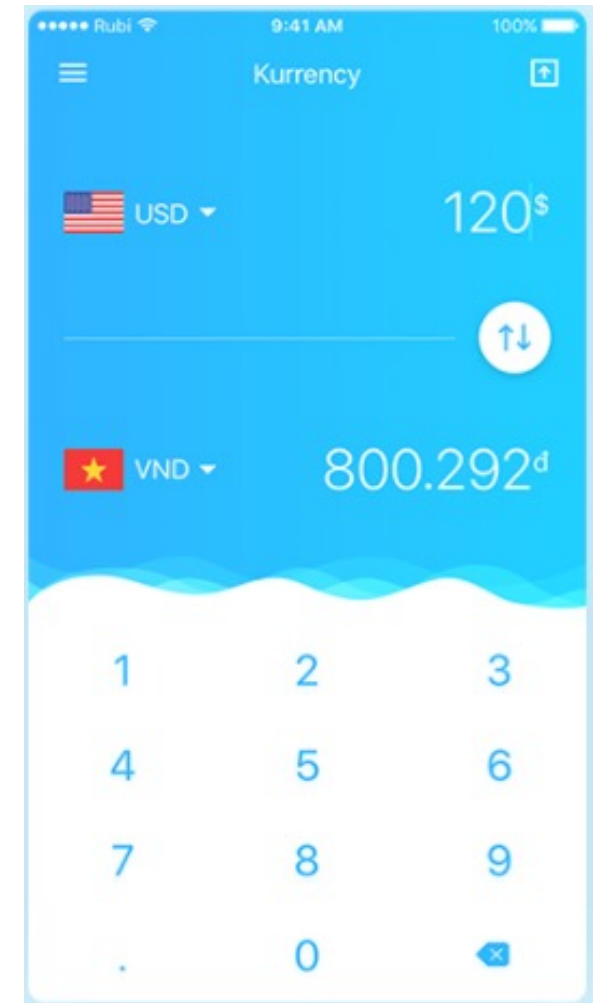 Rubi 9:41 AM 100%
Kurrency
USD 120$
VND 800.292đ
1 2 3
4 5 6
7 8 9
. 0